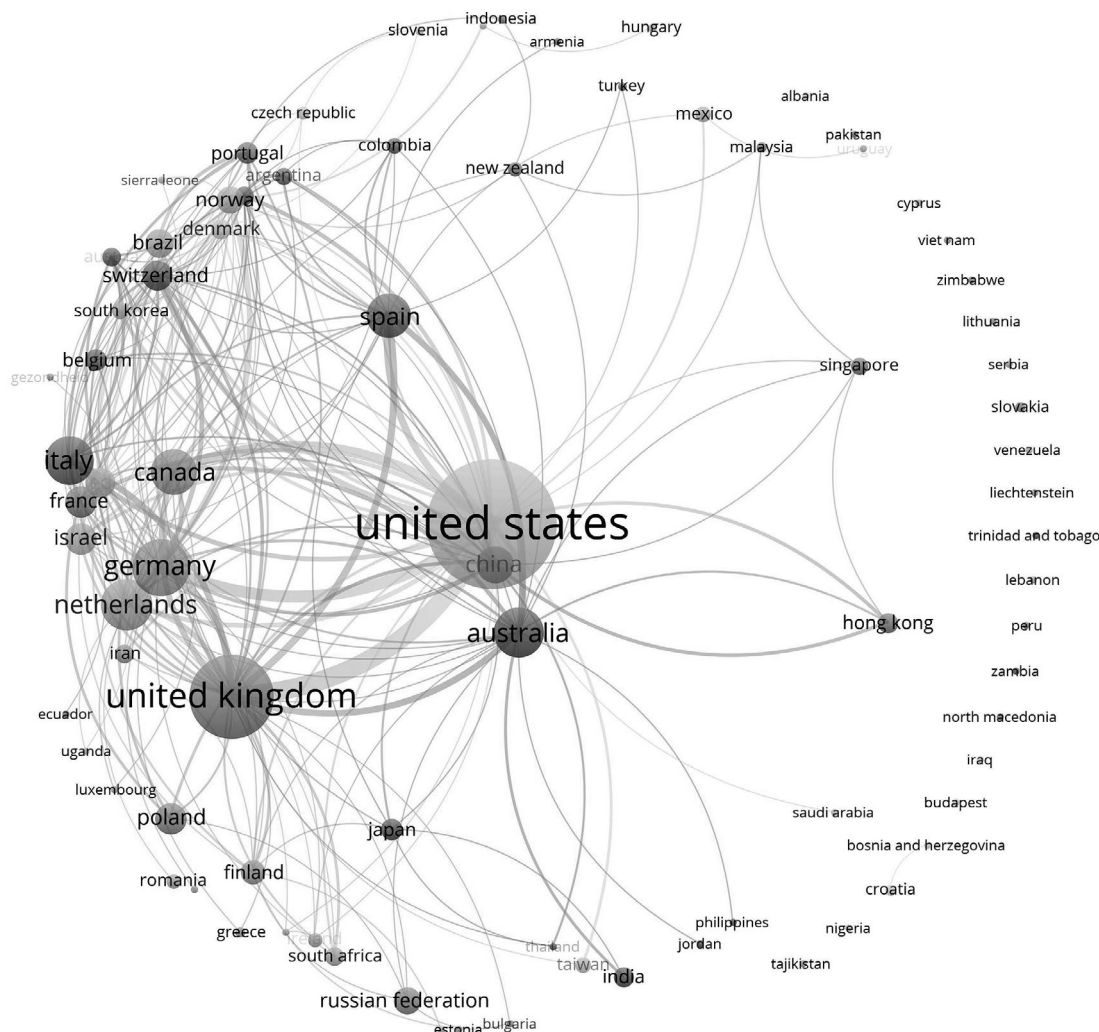 indonesia
slovenia
hungary
armenia
turkey
albania
czech republic
mexico
pakistan
colombia
malaysia
uruguay
portugal
new zealand
argentina
sierra leone
norway
cyprus
denmark
brazil
viet nam
switzerland
zimbabwe
south korea
spain
lithuania
belgium
singapore
serbia
gezondheid
slovakia
venezuela
italy
canada
liechtenstein
france
united states
trinidad and tobago
israel
germany
china
lebanon
netherlands
hong kong
peru
australia
iran
zambia
united kingdom
ecuador
north macedonia
uganda
iraq
luxembourg
budapest
saudi arabia
poland
japan
bosnia and herzegovina
finland
romania
croatia
philippines
nigeria
greece
ireland
jordan
thailand
south africa
taiwan
tajikistan
india
russian federation
bulgaria
estonia